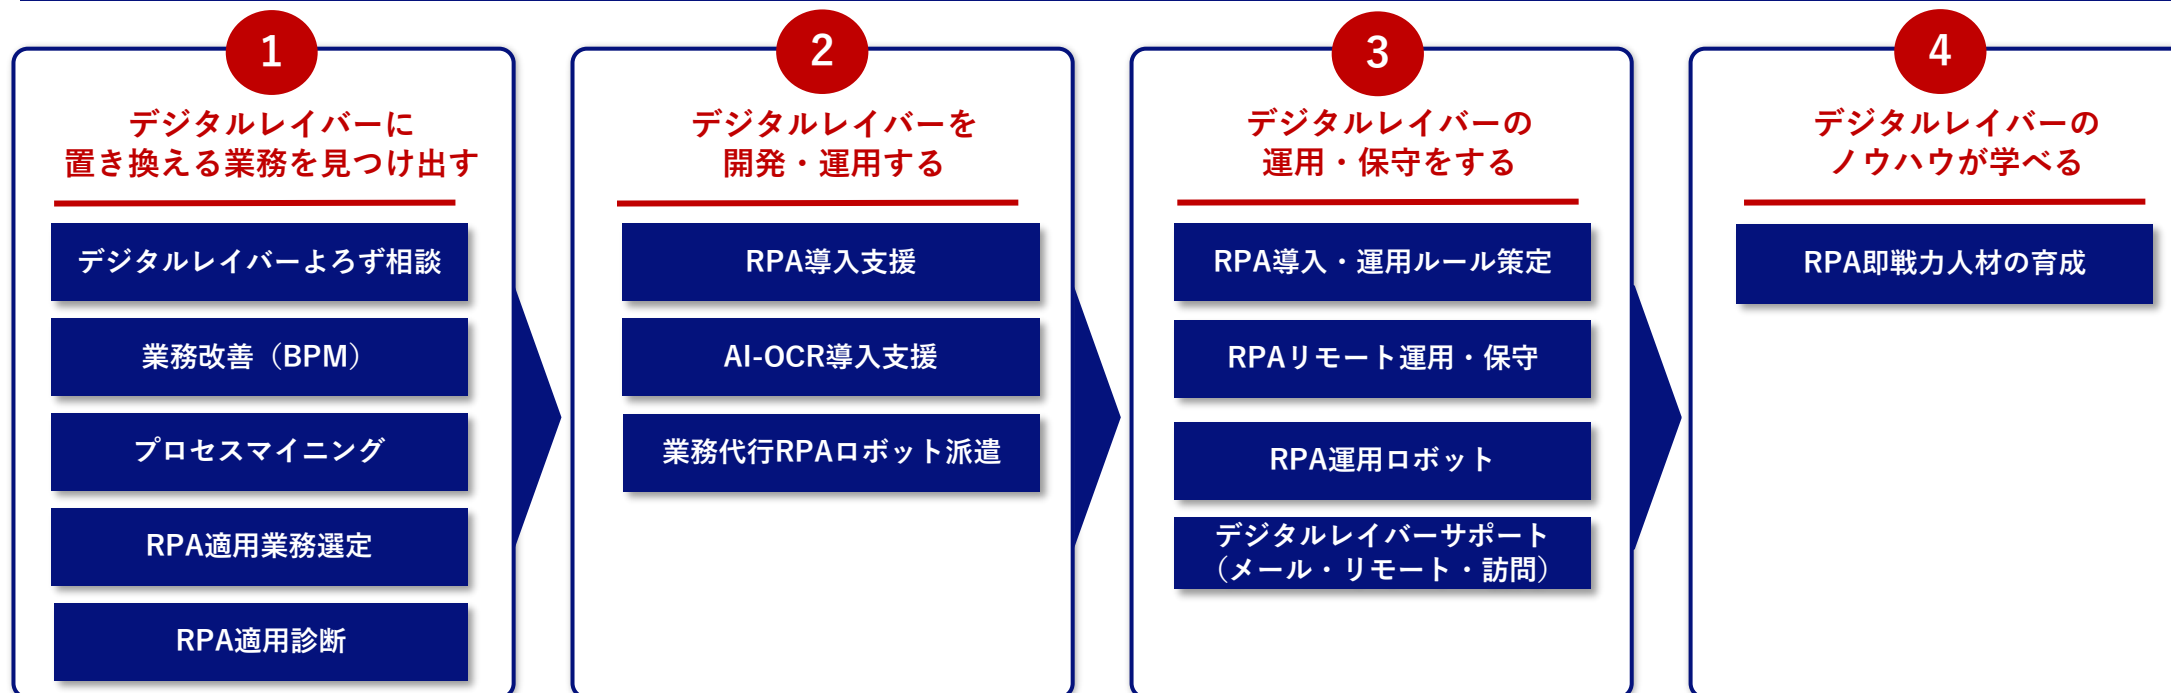 1
デジタルレイバーに
置き換える業務を見つけ出す
デジタルレイバーよろず相談
業務改善（BPM）
プロセスマイニング
RPA適用業務選定
RPA適用診断
2
デジタルレイバーを
開発・運用する
RPA導入支援
AI-OCR導入支援
業務代行RPAロボット派遣
3
デジタルレイバーの
運用・保守をする
RPA導入・運用ルール策定
RPAリモート運用・保守
RPA運用ロボット
デジタルレイバーサポート
（メール・リモート・訪問）
4
デジタルレイバーの
ノウハウが学べる
RPA即戦力人材の育成